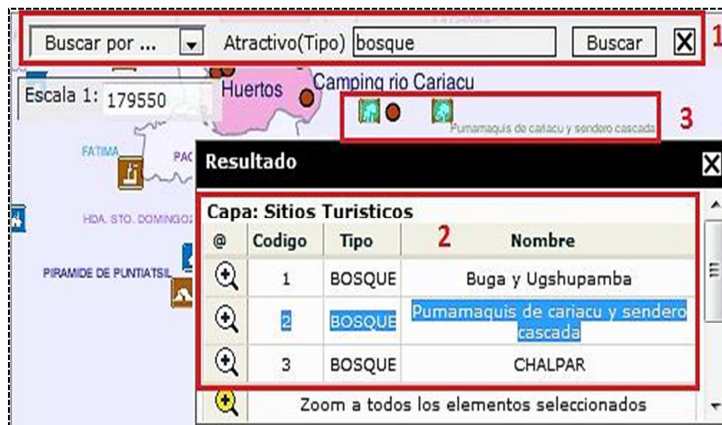 Buscar por ... Atractivo(Tipo) bosque Buscar X 1
Escala 1: 179550
Huertos Camping rio Cariacu
3
Pumamaquis de cariacu y sendero cascada
FATIMA PAC
HDA. STO. DOMINGO
PIRAMIDE DE PUNTIATSIL
Resultado X
Capa: Sitios Turisticos
2
@ Codigo Tipo Nombre
1 BOSQUE Buga y Ugshupamba
2 BOSQUE Pumamaquis de cariacu y sendero
cascada
3 BOSQUE CHALPAR
Zoom a todos los elementos seleccionados